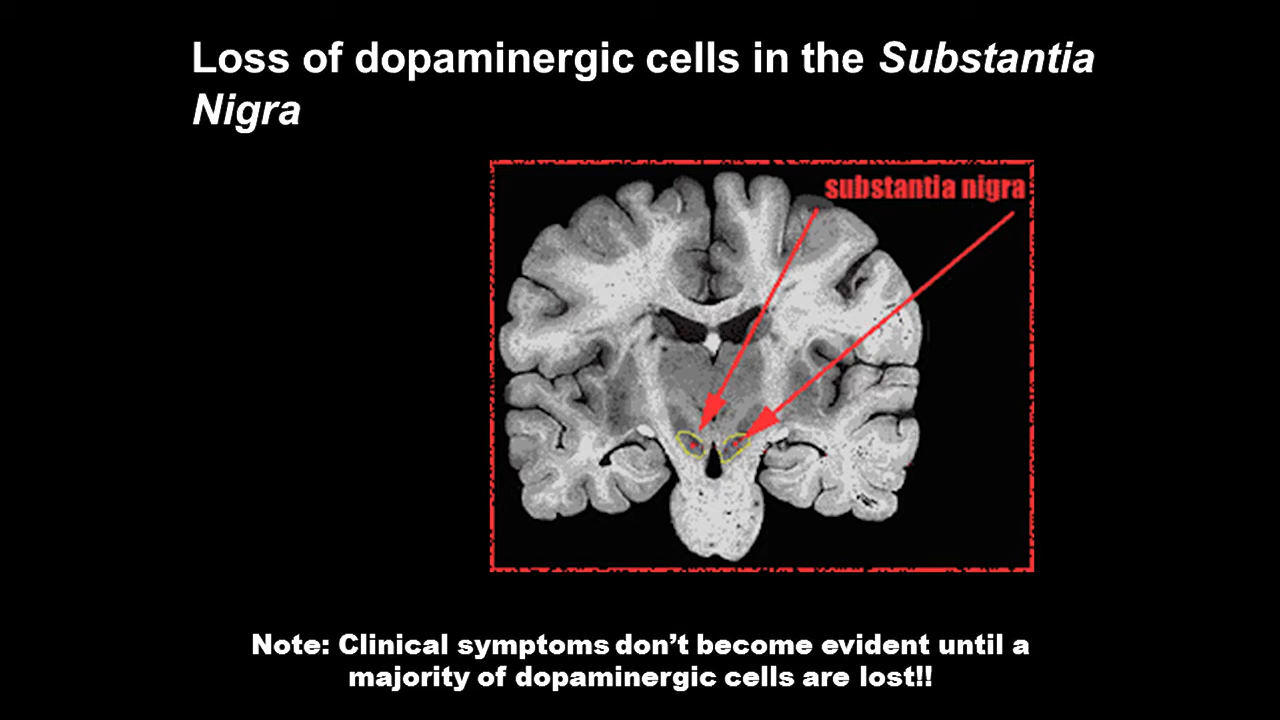 Loss of dopaminergic cells in the Substantia
Nigra
substantia nigra
Note: Clinical symptoms don’t become evident until a
majority of dopaminergic cells are lost!!